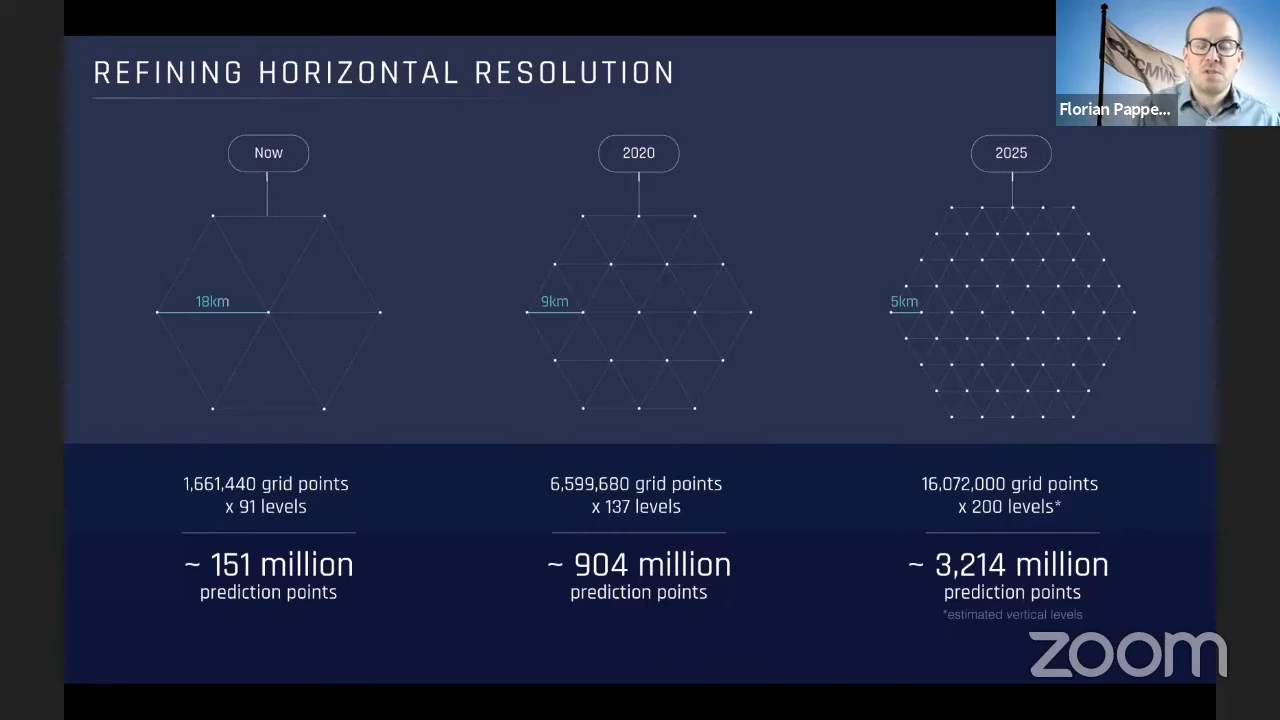 REFINING HORIZONTAL RESOLUTION
Florian Pappe...
Now
2020
2025
18km
9km
5km
1,661,440 grid points
x 91 levels
~ 151 million
prediction points
6,599,680 grid points
x 137 levels
~ 904 million
prediction points
16,072,000 grid points
x 200 levels*
~ 3,214 million
prediction points
*estimated vertical levels
zoom